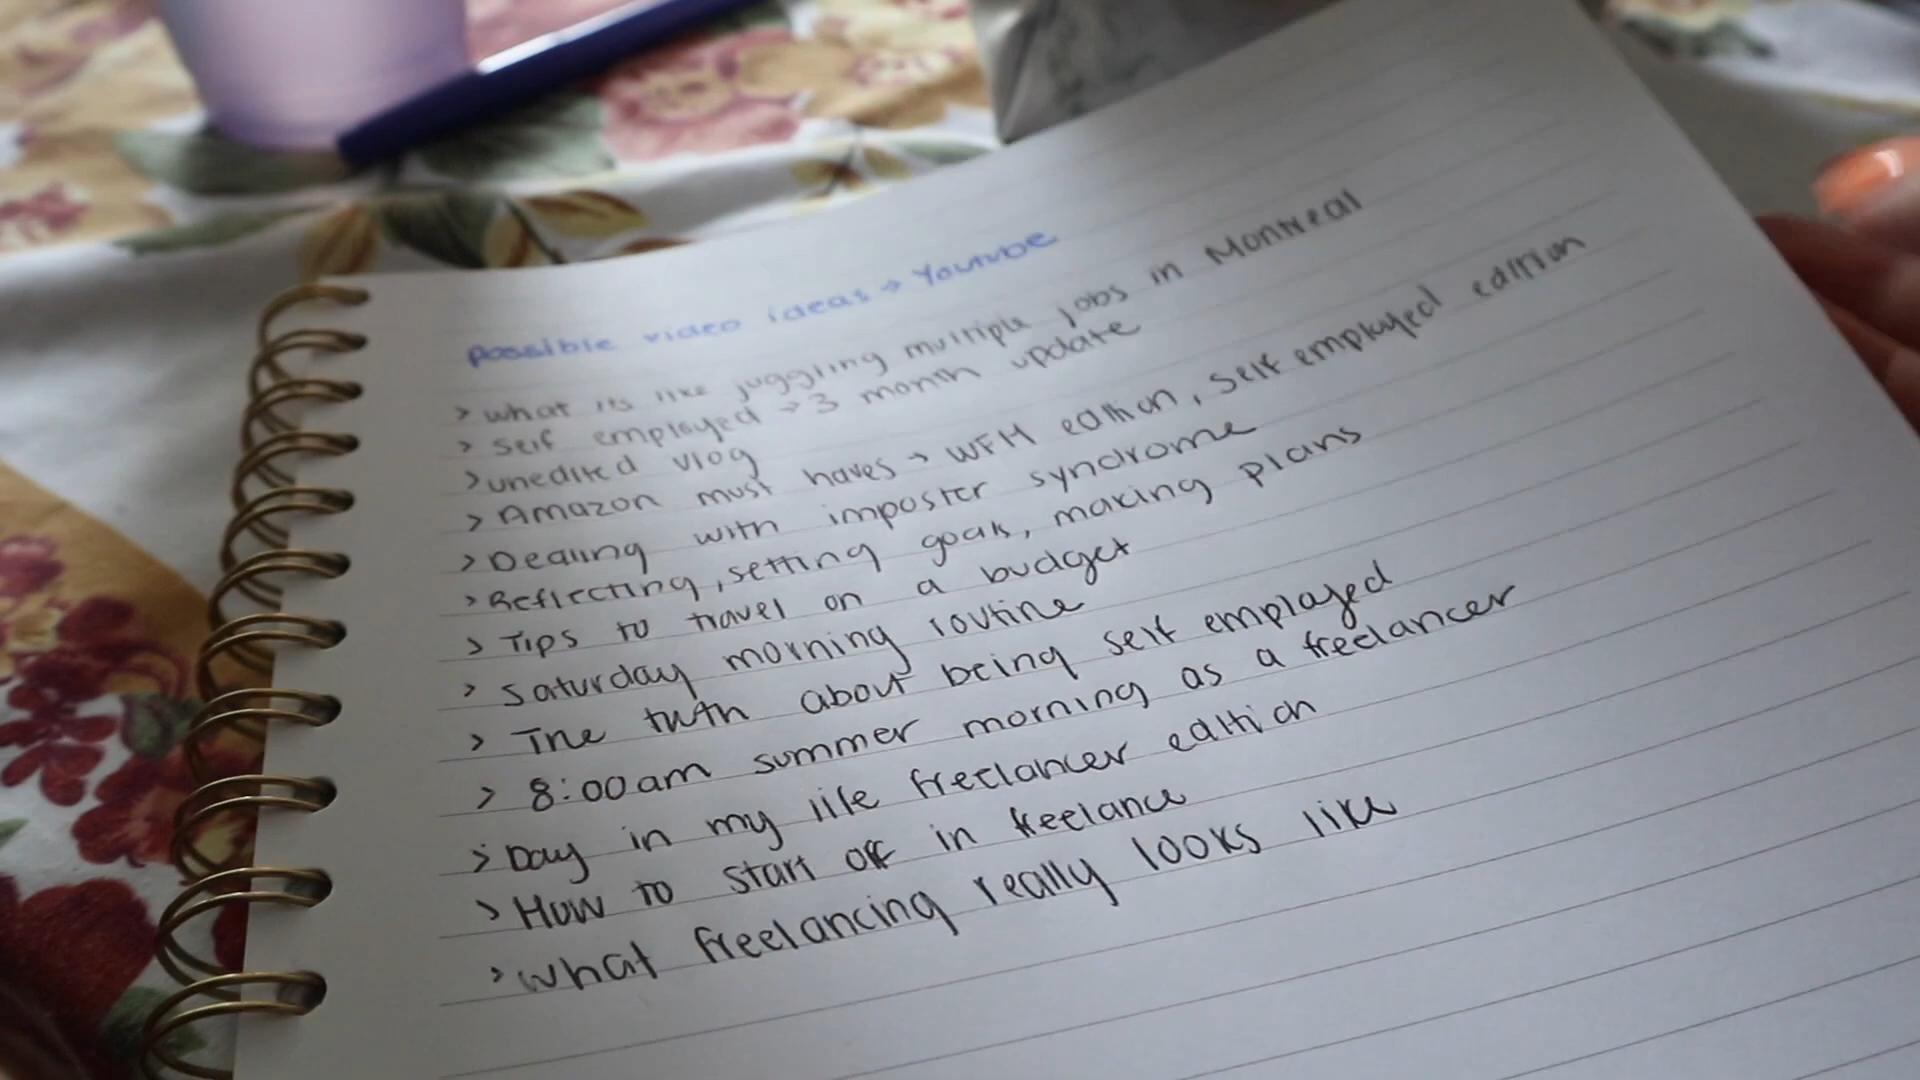 possible video ideas → Youtube
> what its like juggling multiple jobs in Montreal
> self employed → 3 month update
> unedited vlog
> Amazon must haves → WFH edition, self employed edition
> Dealing with imposter syndrome
> Reflecting, setting goals, making plans
> Tips to travel on a budget
> Saturday morning routine
> The truth about being self employed
> 8:00am summer morning as a freelancer
> Day in my life freelancer edition
> How to start off in freelance
> what freelancing really looks like